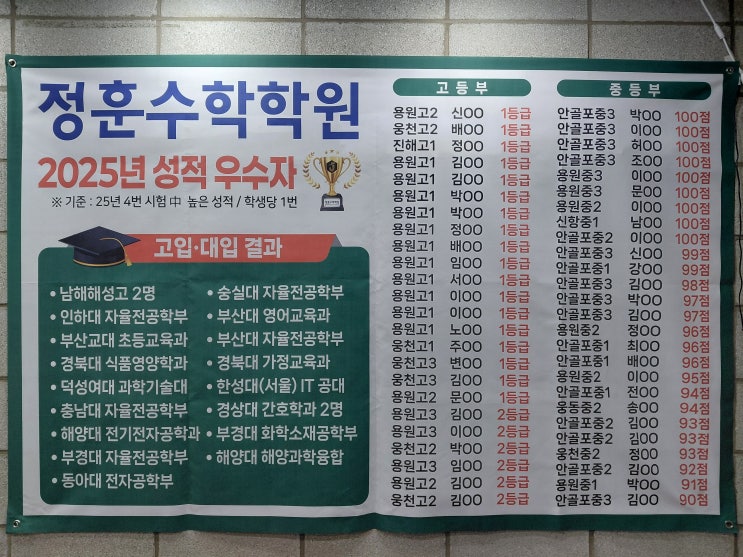 정훈수학학원
2025년 성적 우수자
※ 기준 : 25년 4번 시험 中 높은 성적 / 학생당 1번
고입·대입 결과
• 남해해성고 2명
• 인하대 자율전공학부
• 부산교대 초등교육과
• 경북대 식품영양학과
• 덕성여대 과학기술대
• 충남대 자율전공학부
• 해양대 전기전자공학과
• 부경대 자율전공학부
• 동아대 전자공학부
• 숭실대 자율전공학부
• 부산대 영어교육과
• 부산대 자율전공학부
• 경북대 가정교육과
• 한성대(서울) IT 공대
• 경상대 간호학과 2명
• 부경대 화학소재공학부
• 해양대 해양과학융합
고등부
용원고2 신OO 1등급
웅천고2 배OO 1등급
진해고1 정OO 1등급
용원고1 김OO 1등급
용원고1 김OO 1등급
용원고1 박OO 1등급
용원고1 박OO 1등급
용원고1 정OO 1등급
용원고1 배OO 1등급
용원고1 임OO 1등급
용원고1 서OO 1등급
용원고1 이OO 1등급
용원고1 이OO 1등급
용원고1 노OO 1등급
웅천고1 주OO 1등급
웅천고3 변OO 1등급
웅천고3 김OO 1등급
용원고2 문OO 1등급
용원고3 김OO 2등급
용원고3 이OO 2등급
웅천고2 박OO 2등급
용원고3 임OO 2등급
용원고2 김OO 2등급
웅천고2 김OO 2등급
중등부
안골포중3 박OO 100점
안골포중3 이OO 100점
안골포중3 허OO 100점
안골포중3 조OO 100점
용원중3 이OO 100점
용원중3 문OO 100점
용원중2 이OO 100점
신항중1 남OO 100점
안골포중2 이OO 100점
안골포중3 신OO 99점
안골포중1 강OO 99점
안골포중3 김OO 98점
안골포중3 박OO 97점
안골포중3 김OO 97점
용원중2 정OO 96점
안골포중1 최OO 96점
안골포중1 배OO 96점
용원중2 이OO 95점
안골포중1 전OO 94점
웅동중2 송OO 94점
안골포중2 김OO 93점
안골포중2 김OO 93점
웅천중2 정OO 93점
안골포중2 김OO 92점
용원중1 박OO 91점
안골포중3 김OO 90점